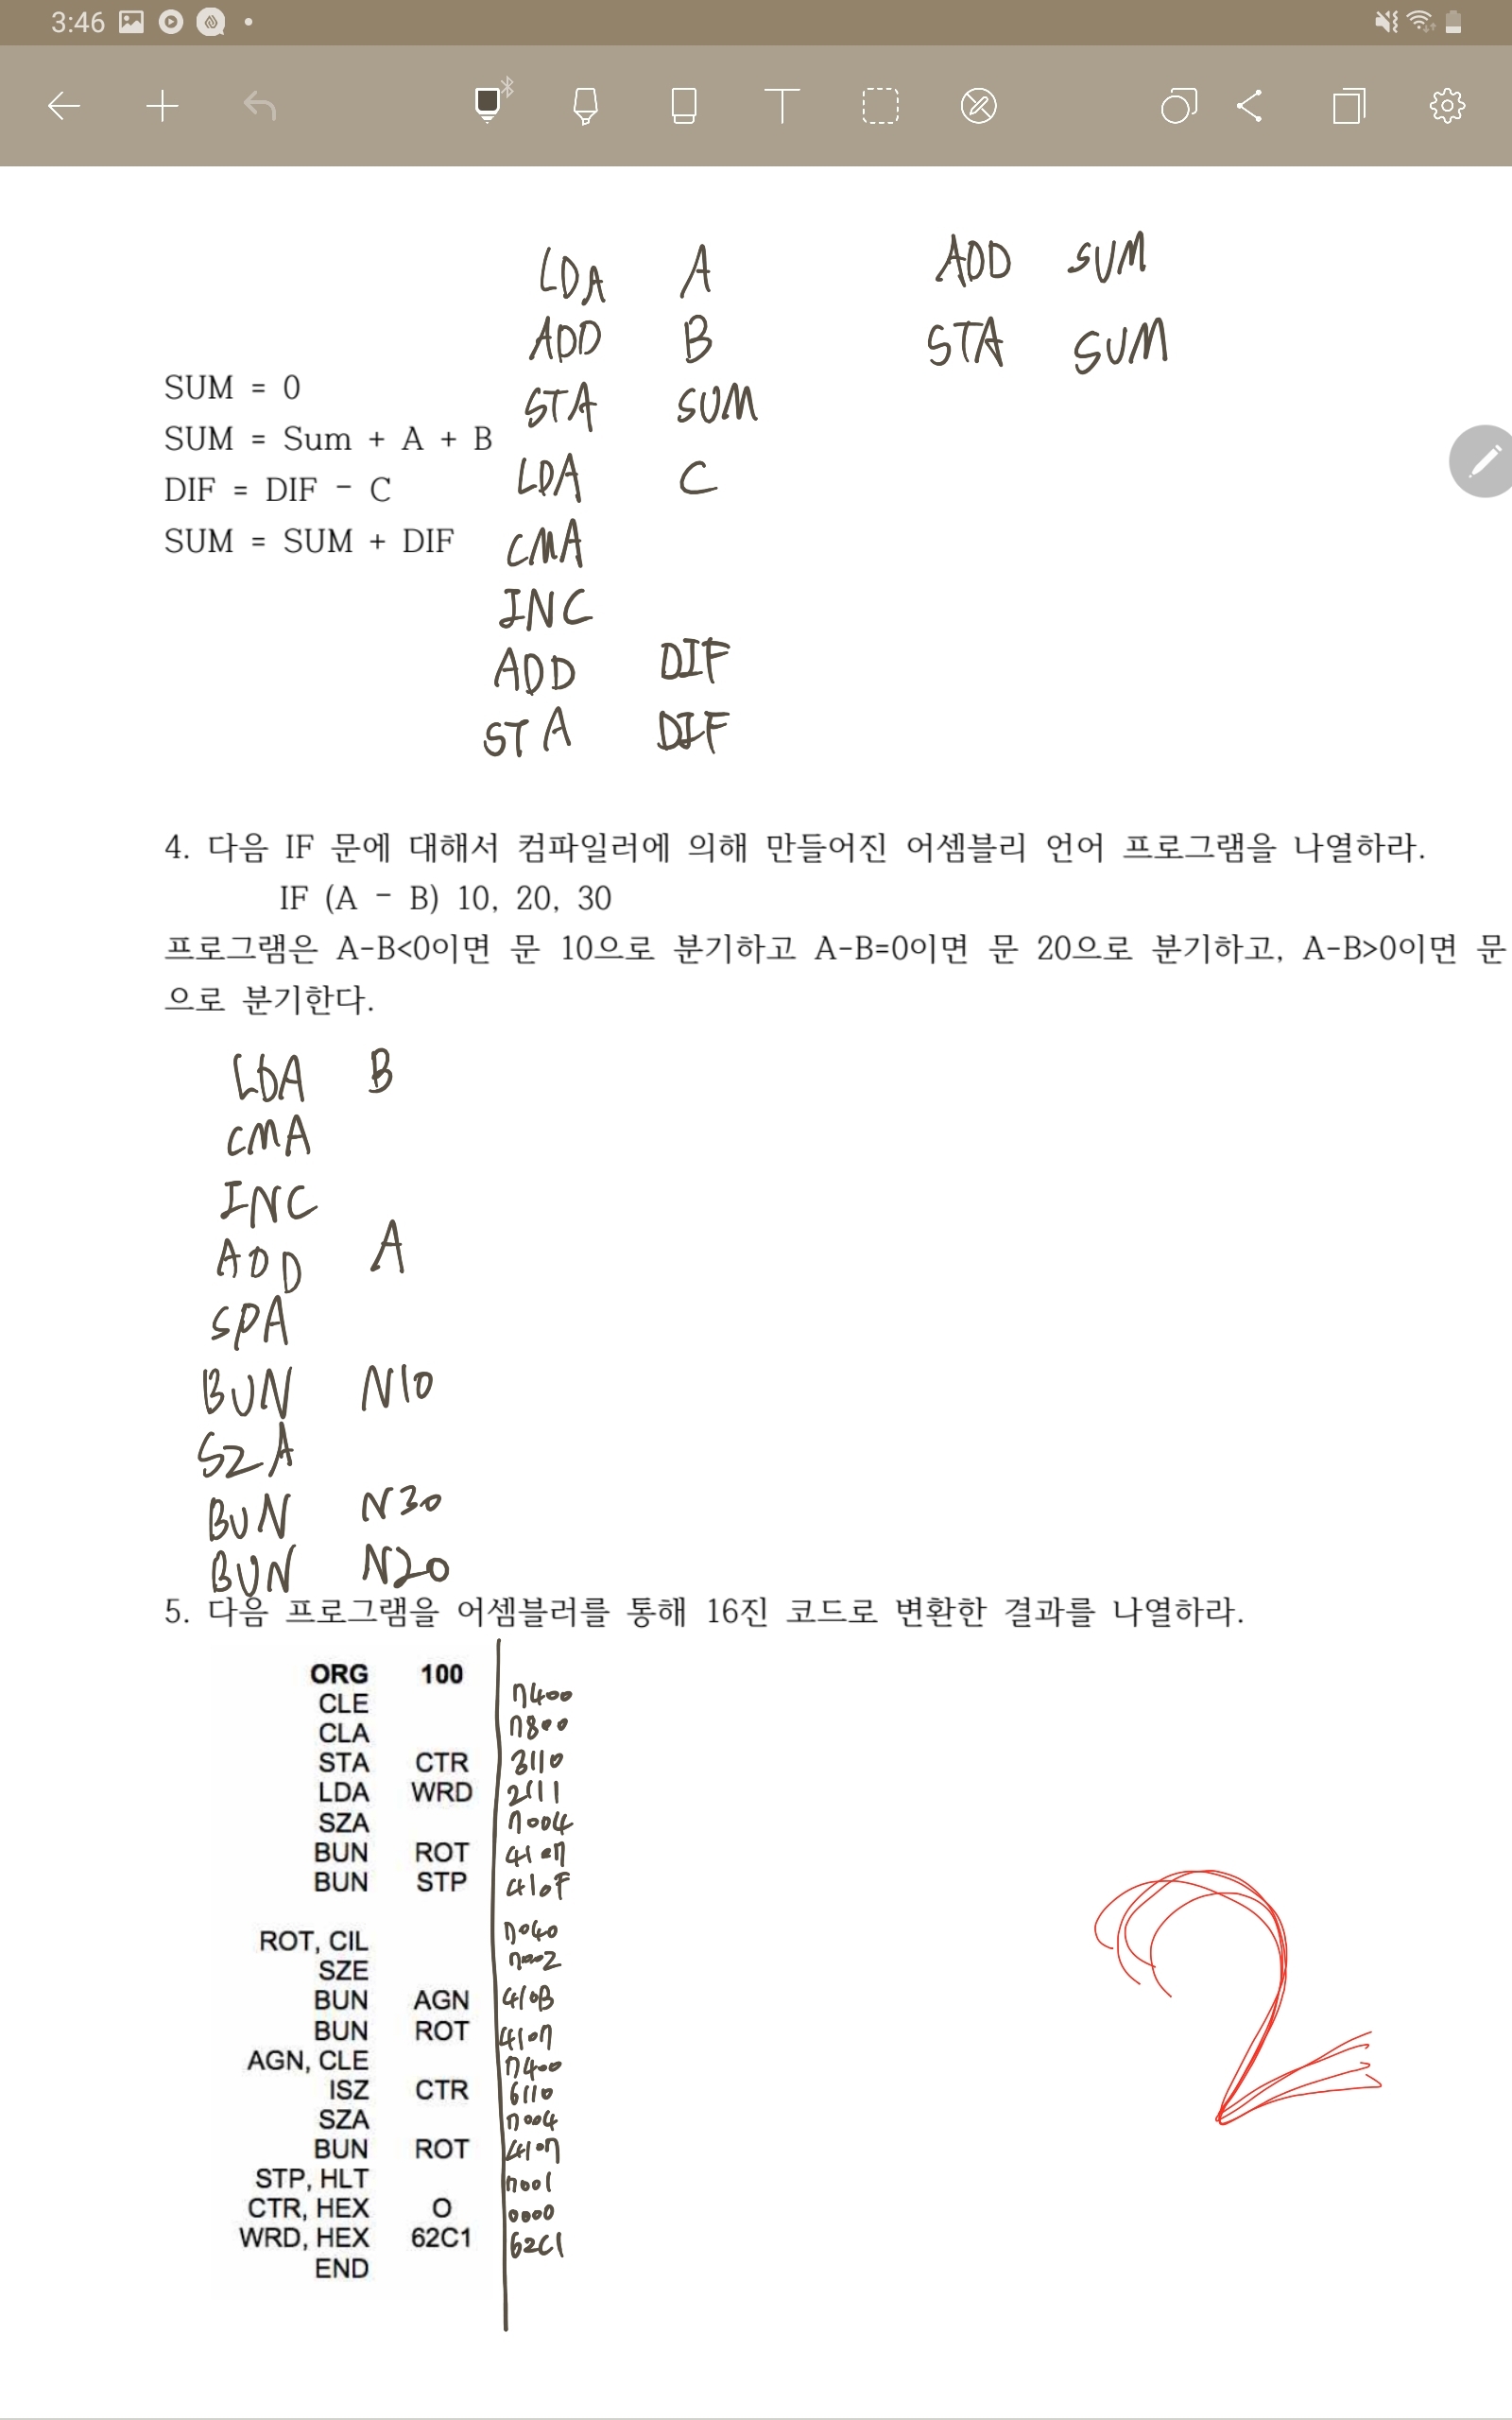 3:46
LDA A
ADD B
STA SUM
LDA C
CMA
INC
ADD DIF
STA DIF
ADD SUM
STA SUM
SUM = 0
SUM = Sum + A + B
DIF = DIF - C
SUM = SUM + DIF
4. 다음 IF 문에 대해서 컴파일러에 의해 만들어진 어셈블리 언어 프로그램을 나열하라.
IF (A - B) 10, 20, 30
프로그램은 A-B<0이면 문 10으로 분기하고 A-B=0이면 문 20으로 분기하고, A-B>0이면 문
으로 분기한다.
LDA B
CMA
INC
ADD A
SPA
BUN N10
SZA
BUN N30
BUN N20
5. 다음 프로그램을 어셈블러를 통해 16진 코드로 변환한 결과를 나열하라.
ORG 100
CLE 7400
CLA 7800
STA CTR 3110
LDA WRD 2111
SZA 7004
BUN ROT 4107
BUN STP 410F
ROT, CIL 7040
SZE 7002
BUN AGN 410B
BUN ROT 4107
AGN, CLE 7400
ISZ CTR 6110
SZA 7004
BUN ROT 4107
STP, HLT 7001
CTR, HEX O 0000
WRD, HEX 62C1 62C1
END
2